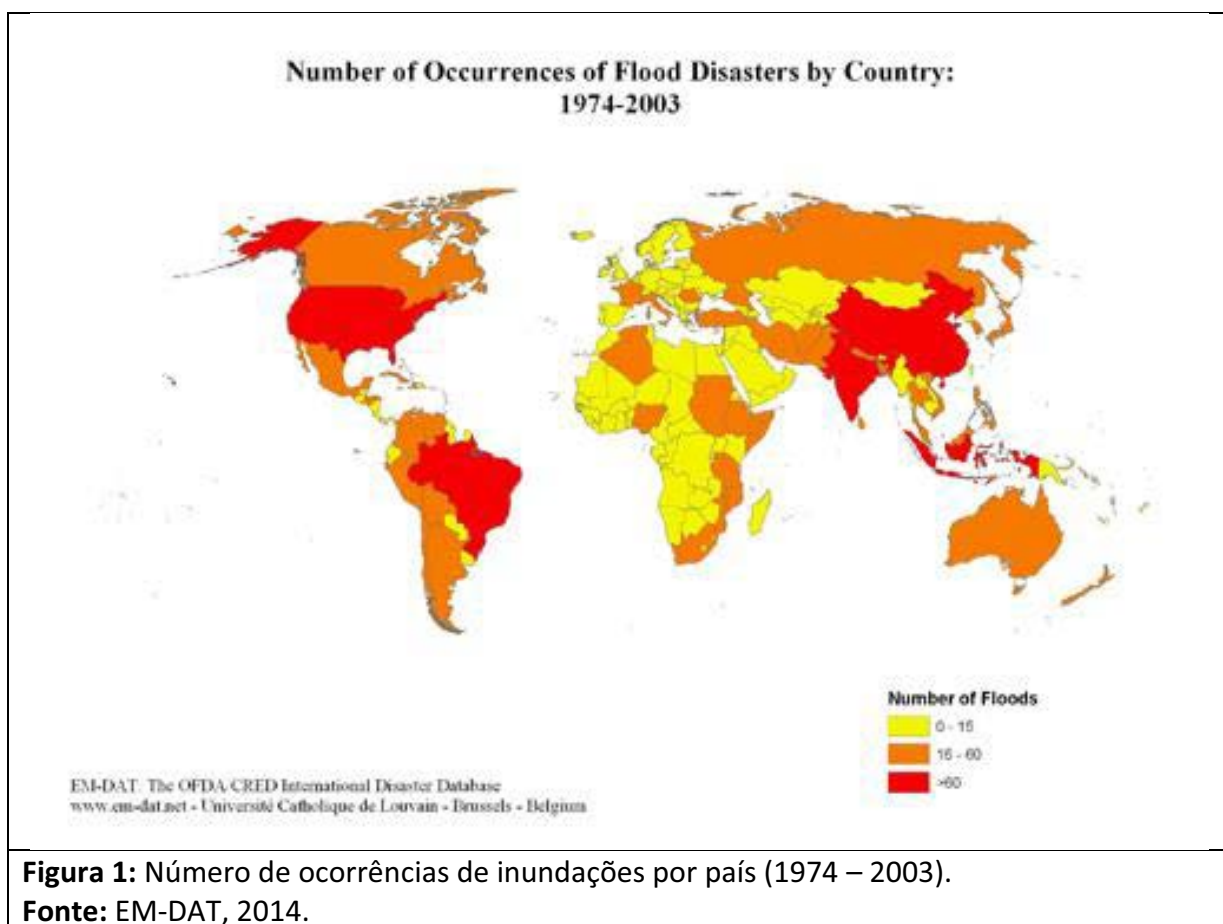 Number of Occurrences of Flood Disasters by Country:
1974-2003
Number of Floods
0 - 15
16 - 60
>60
EM-DAT: The OFDA/CRED International Disaster Database
www.em-dat.net - Université Catholique de Louvain - Brussels - Belgium
Figura 1: Número de ocorrências de inundações por país (1974 – 2003).
Fonte: EM-DAT, 2014.